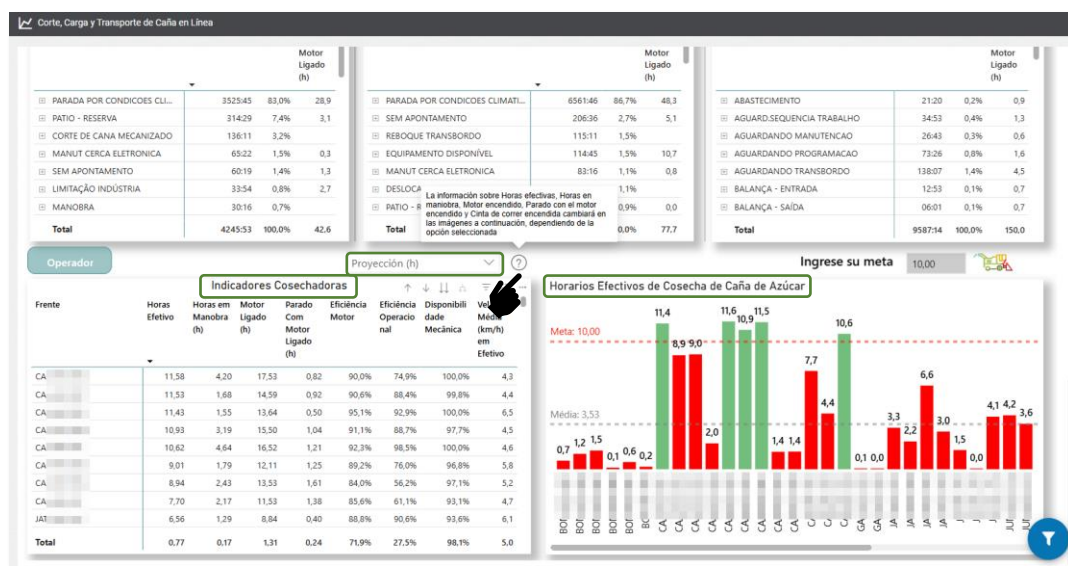 Corte, Carga y Transporte de Caña en Línea
Motor
Ligado
(h)
PARADA POR CONDICOES CLI... 3525:45 83,0% 28,9
PATIO - RESERVA 314:29 7,4% 3,1
CORTE DE CANA MECANIZADO 136:11 3,2%
MANUT CERCA ELETRONICA 65:22 1,5% 0,3
SEM APONTAMENTO 60:19 1,4% 1,3
LIMITAÇÃO INDÚSTRIA 33:54 0,8% 2,7
MANOBRA 30:16 0,7%
Total 4245:53 100,0% 42,6
Motor
Ligado
(h)
PARADA POR CONDICOES CLIMATI... 6561:46 86,7% 48,3
SEM APONTAMENTO 206:36 2,7% 5,1
REBOQUE TRANSBORDO 115:11 1,5%
EQUIPAMENTO DISPONÍVEL 114:45 1,5% 10,7
MANUT CERCA ELETRONICA 83:16 1,1% 0,8
DESLOCA 1,1%
PATIO - R 0,9% 0,0
Total 0,0% 77,7
La información sobre Horas efectivas, Horas en
maniobra, Motor encendido, Parado con el motor
encendido y Cinta de correr encendida cambiará en
las imágenes a continuación, dependiendo de la
opción seleccionada
Motor
Ligado
(h)
ABASTECIMENTO 21:20 0,2% 0,9
AGUARD.SEQUENCIA TRABALHO 34:53 0,4% 1,3
AGUARDANDO MANUTENCAO 26:43 0,3% 0,6
AGUARDANDO PROGRAMACAO 73:26 0,8% 1,6
AGUARDANDO TRANSBORDO 138:07 1,4% 4,5
BALANÇA - ENTRADA 12:53 0,1% 0,7
BALANÇA - SAÍDA 06:01 0,1% 0,7
Total 9587:14 100,0% 150,0
Operador
Proyección (h)
?
Ingrese su meta 10,00
Indicadores Cosechadoras
Frente
Horas
Efetivo
Horas em
Manobra
(h)
Motor
Ligado
(h)
Parado
Com
Motor
Ligado
(h)
Eficiência
Motor
Eficiência
Operacio
nal
Disponibili
dade
Mecânica
Vel
Média
(km/h)
em
Efetivo
CA 11,58 4,20 17,53 0,82 90,0% 74,9% 100,0% 4,3
CA 11,53 1,68 14,59 0,92 90,6% 88,4% 99,8% 4,4
CA 11,43 1,55 13,64 0,50 95,1% 92,9% 100,0% 6,5
CA 10,93 3,19 15,50 1,04 91,1% 88,7% 97,7% 4,5
CA 10,62 4,64 16,52 1,21 92,3% 98,5% 100,0% 4,6
CA 9,01 1,79 12,11 1,25 89,2% 76,0% 96,8% 5,8
CA 8,94 2,43 13,53 1,61 84,0% 56,2% 97,1% 5,2
CA 7,70 2,17 11,53 1,38 85,6% 61,1% 93,1% 4,7
JAT 6,56 1,29 8,84 0,40 88,8% 90,6% 93,6% 6,1
Total 0,77 0,17 1,31 0,24 71,9% 27,5% 98,1% 5,0
Horarios Efectivos de Cosecha de Caña de Azúcar
Meta: 10,00
Média: 3,53
0,7 1,2 1,5 0,1 0,6 0,2 11,4 8,9 9,0 2,0 11,6 10,9 11,5 1,4 1,4 7,7 4,4 10,6 0,1 0,0 3,3 2,2 6,6 3,0 1,5 0,0 4,1 4,2 3,6